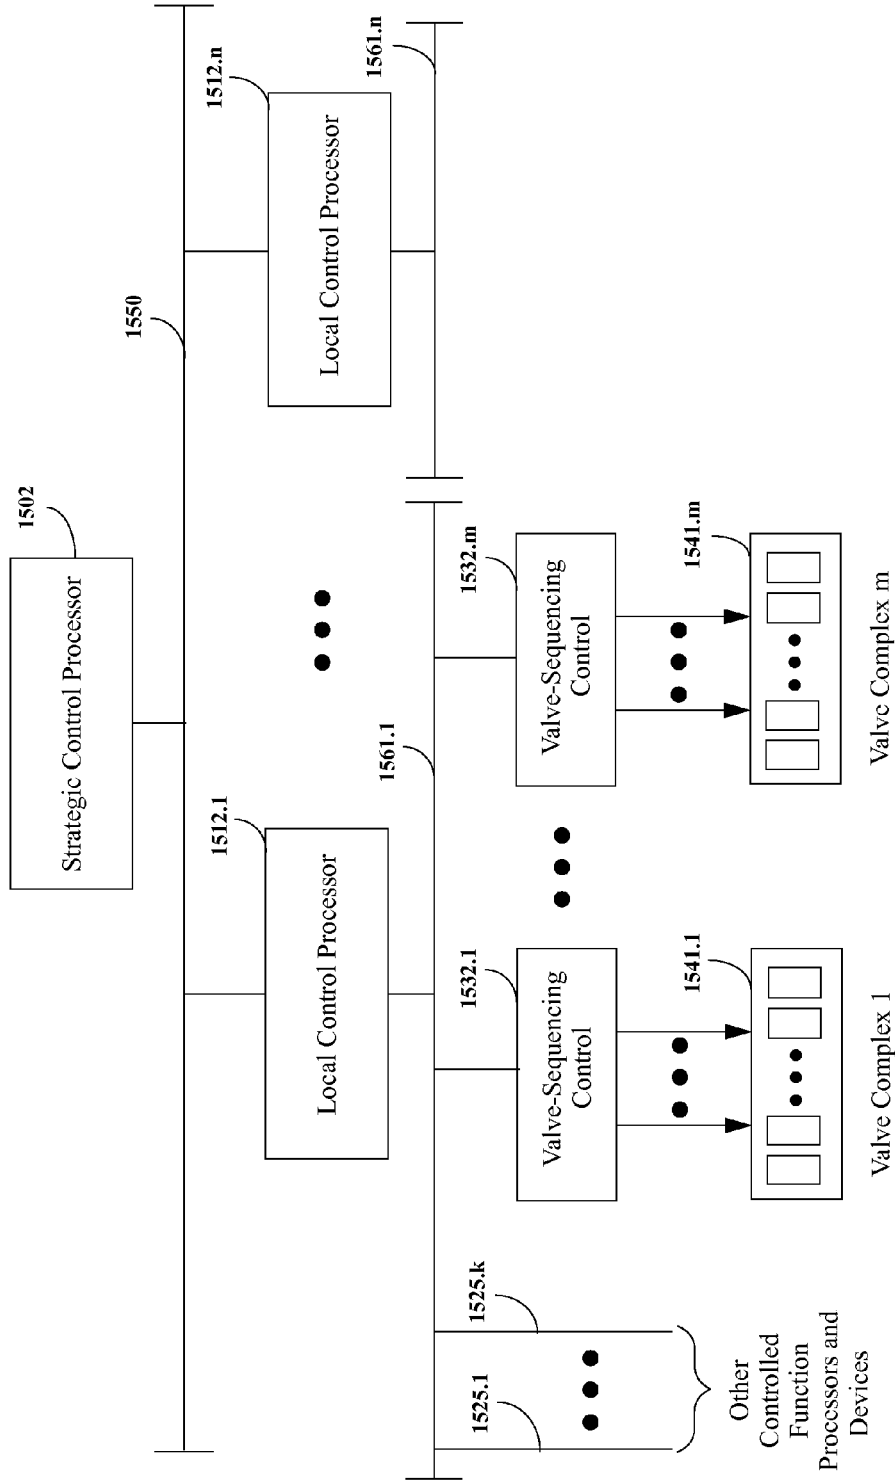 1502
Strategic Control Processor
1550
1512.1
1512.n
Local Control Processor
Local Control Processor
1561.1
1561.n
1525.1
1525.k
1532.1
1532.m
Valve-Sequencing
Control
Valve-Sequencing
Control
1541.1
1541.m
Other
Controlled
Function
Processors and
Devices
Valve Complex 1
Valvc Complex m